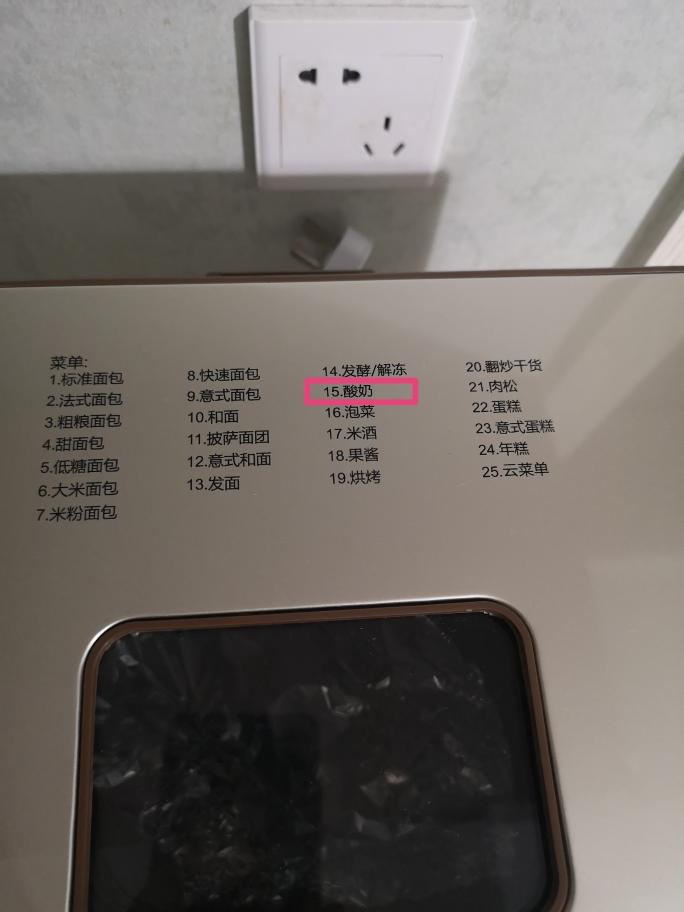 菜单:
1.标准面包
2.法式面包
3.粗粮面包
4.甜面包
5.低糖面包
6.大米面包
7.米粉面包
8.快速面包
9.意式面包
10.和面
11.披萨面团
12.意式和面
13.发面
14.发酵/解冻
15.酸奶
16.泡菜
17.米酒
18.果酱
19.烘烤
20.翻炒干货
21.肉松
22.蛋糕
23.意式蛋糕
24.年糕
25.云菜单